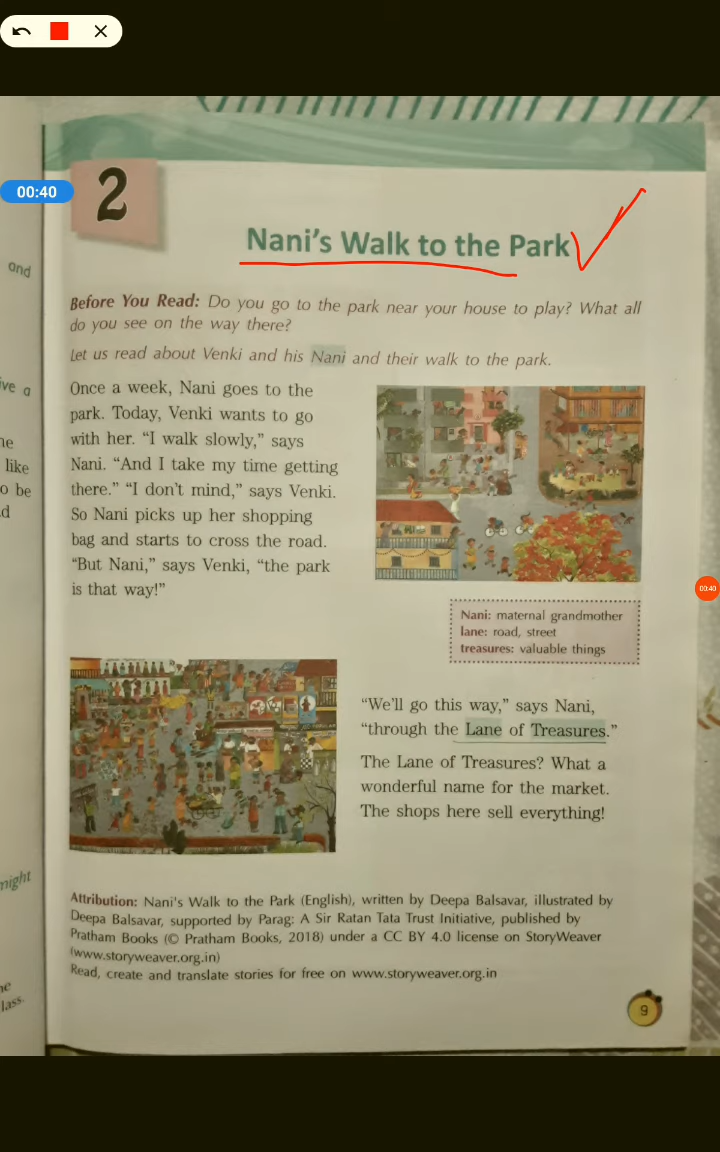 00:40
2
Nani's Walk to the Park
Before You Read: Do you go to the park near your house to play? What all
do you see on the way there?
Let us read about Venki and his Nani and their walk to the park.
Once a week, Nani goes to the
park. Today, Venki wants to go
with her. “I walk slowly,” says
Nani. “And I take my time getting
there.” “I don't mind,” says Venki.
So Nani picks up her shopping
bag and starts to cross the road.
“But Nani,” says Venki, “the park
is that way!”
Nani: maternal grandmother
lane: road, street
treasures: valuable things
“We'll go this way,” says Nani,
“through the Lane of Treasures.”
The Lane of Treasures? What a
wonderful name for the market.
The shops here sell everything!
Attribution: Nani's Walk to the Park (English), written by Deepa Balsavar, illustrated by
Deepa Balsavar, supported by Parag: A Sir Ratan Tata Trust Initiative, published by
Pratham Books (© Pratham Books, 2018) under a CC BY 4.0 license on StoryWeaver
(www.storyweaver.org.in)
Read, create and translate stories for free on www.storyweaver.org.in
9
and
like
o be
might
lass.
00:40